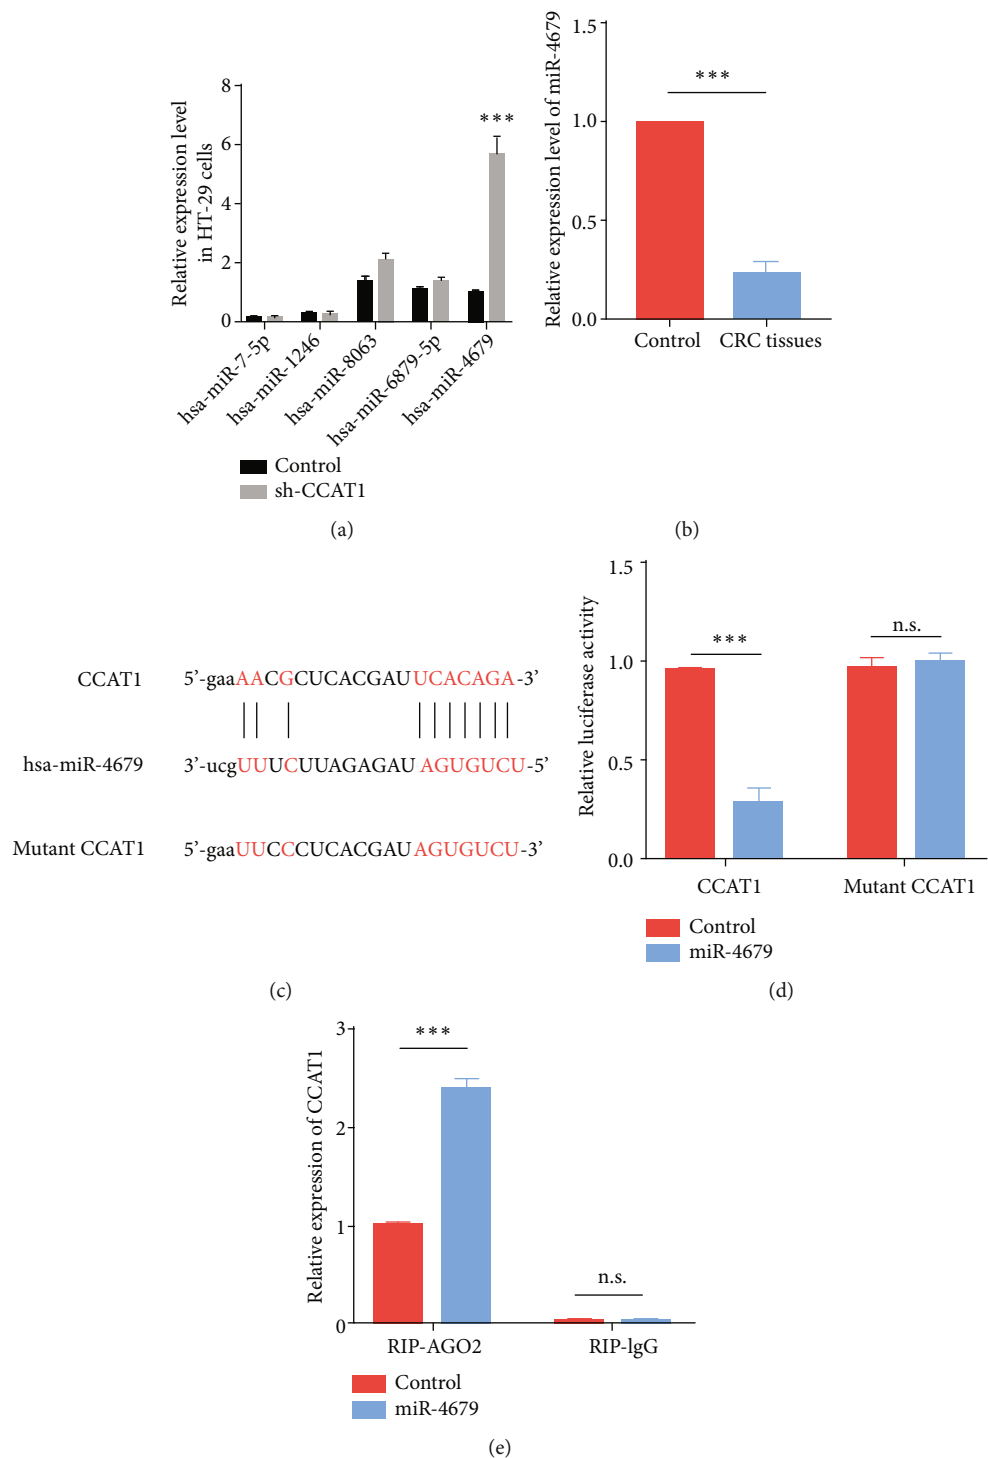 Relative expression level
in HT-29 cells
8
6
4
2
0
***
hsa-miR-7-5p
hsa-miR-1246
hsa-miR-8063
hsa-miR-6879-5p
hsa-miR-4679
Control
sh-CCAT1
(a)
Relative expression level of miR-4679
1.5
1.0
0.5
0.0
***
Control
CRC tissues
(b)
CCAT1 5’-gaaAACGCUCACGAUUCACAGA-3’
hsa-miR-4679 3’-ucgUUUCUUAGAGAU AGUGUCU-5’
Mutant CCAT1 5’-gaaUUCCCUCACGAUAGUGUCU-3’
(c)
Relative luciferase activity
1.5
1.0
0.5
0.0
***
n.s.
CCAT1
Mutant CCAT1
Control
miR-4679
(d)
Relative expression of CCAT1
3
2
1
0
***
n.s.
RIP-AGO2
RIP-lgG
Control
miR-4679
(e)